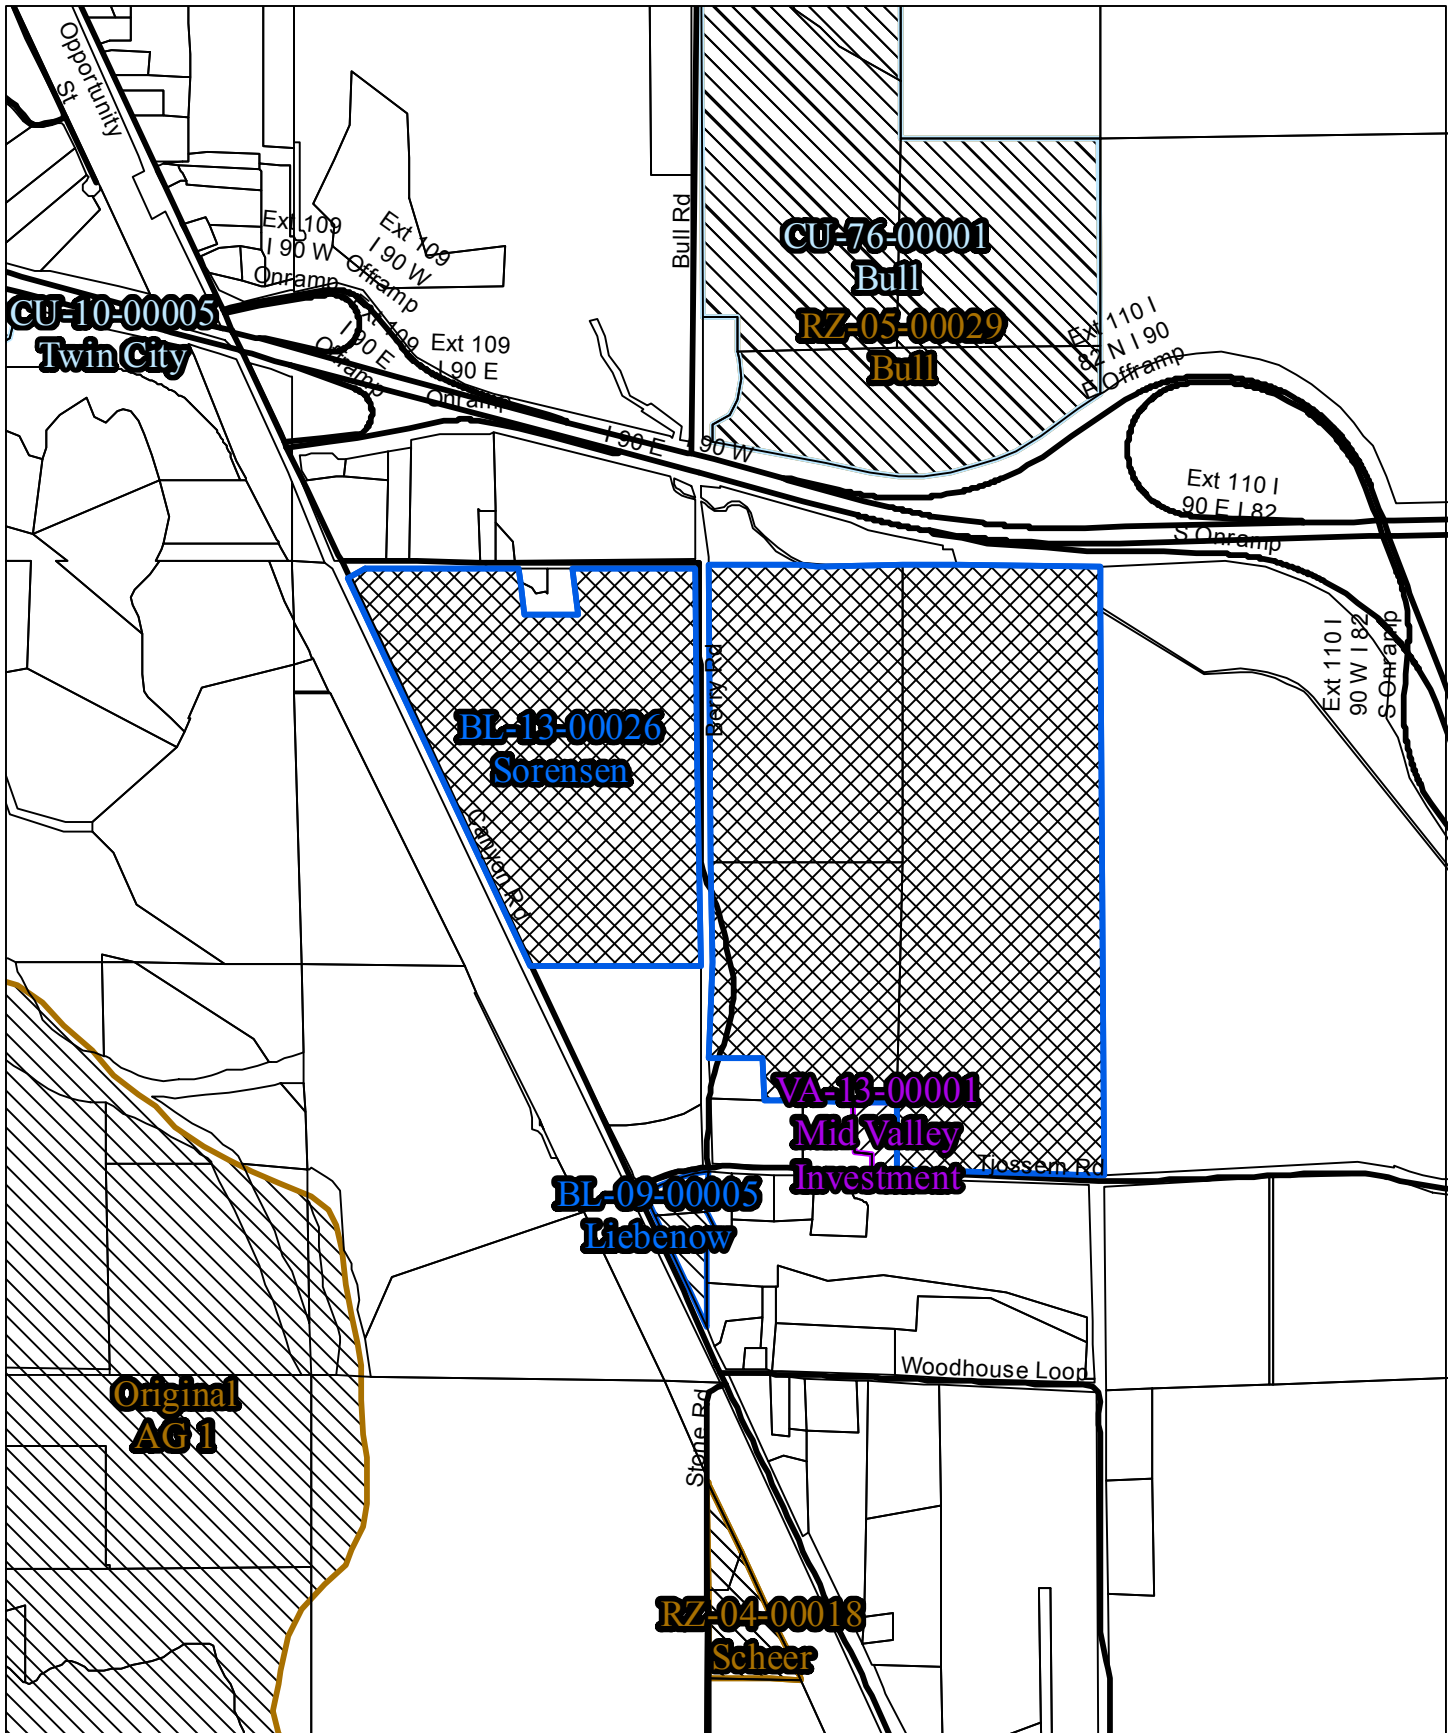 Opportunity
St
Bull Rd
Ext 109
I 90 W
Onramp
Ext 109
I 90 W
Offramp
CU-76-00001
Bull
RZ-05-00029
Bull
CU-10-00005
Twin City
Ext 109
I 90 E
Offramp
Ext 109
I 90 E
Onramp
Ext 110 I
82 N I 90
E Offramp
I 90 E
I 90 W
Ext 110 I
90 E I 82
S Onramp
Ext 110 I
90 W I 82
S Onramp
Berry Rd
BL-13-00026
Sorensen
Canyon Rd
VA-13-00001
Mid Valley
Investment
Tjossem Rd
BL-09-00005
Liebenow
Woodhouse Loop
Original
AG 1
Stone Rd
RZ-04-00018
Scheer